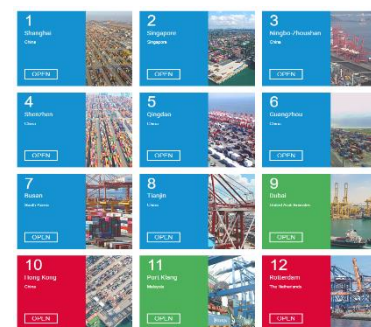 1
Shanghai
China
OPEN
2
Singapore
Singapore
OPEN
3
Ningbo-Zhoushan
China
OPEN
4
Shenzhen
China
OPEN
5
Qingdao
China
OPEN
6
Guangzhou
China
OPEN
7
Busan
South Korea
OPEN
8
Tianjin
China
OPEN
9
Dubai
United Arab Emirates
OPEN
10
Hong Kong
China
OPEN
11
Port Klang
Malaysia
OPEN
12
Rotterdam
The Netherlands
OPEN